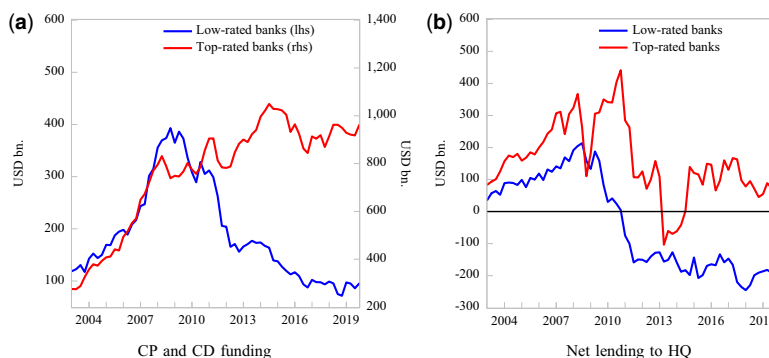 (a)
600
500
400
300
200
100
USD bn.
Low-rated banks (lhs)
Top-rated banks (rhs)
1,400
1,200
1,000
800
600
400
200
USD bn.
2004 2007 2010 2013 2016 2019
CP and CD funding
(b)
600
500
400
300
200
100
0
-100
-200
-300
USD bn.
Low-rated banks
Top-rated banks
2004 2007 2010 2013 2016
Net lending to HQ